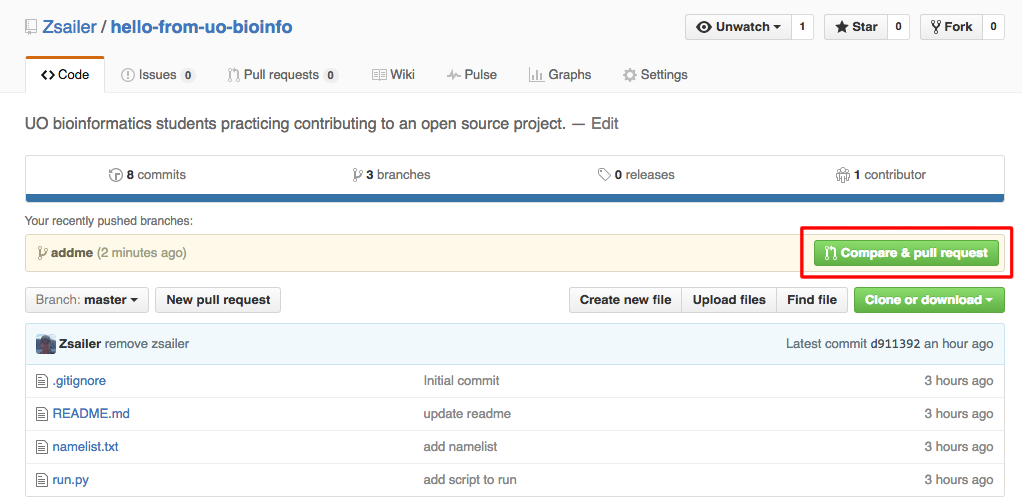 Zsailer / hello-from-uo-bioinfo Unwatch 1 Star 0 Fork 0
Code Issues 0 Pull requests 0 Wiki Pulse Graphs Settings
UO bioinformatics students practicing contributing to an open source project. — Edit
8 commits 3 branches 0 releases 1 contributor
Your recently pushed branches:
addme (2 minutes ago) Compare & pull request
Branch: master New pull request Create new file Upload files Find file Clone or download
Zsailer remove zsailer Latest commit d911392 an hour ago
.gitignore Initial commit 3 hours ago
README.md update readme 3 hours ago
namelist.txt add namelist 3 hours ago
run.py add script to run 3 hours ago